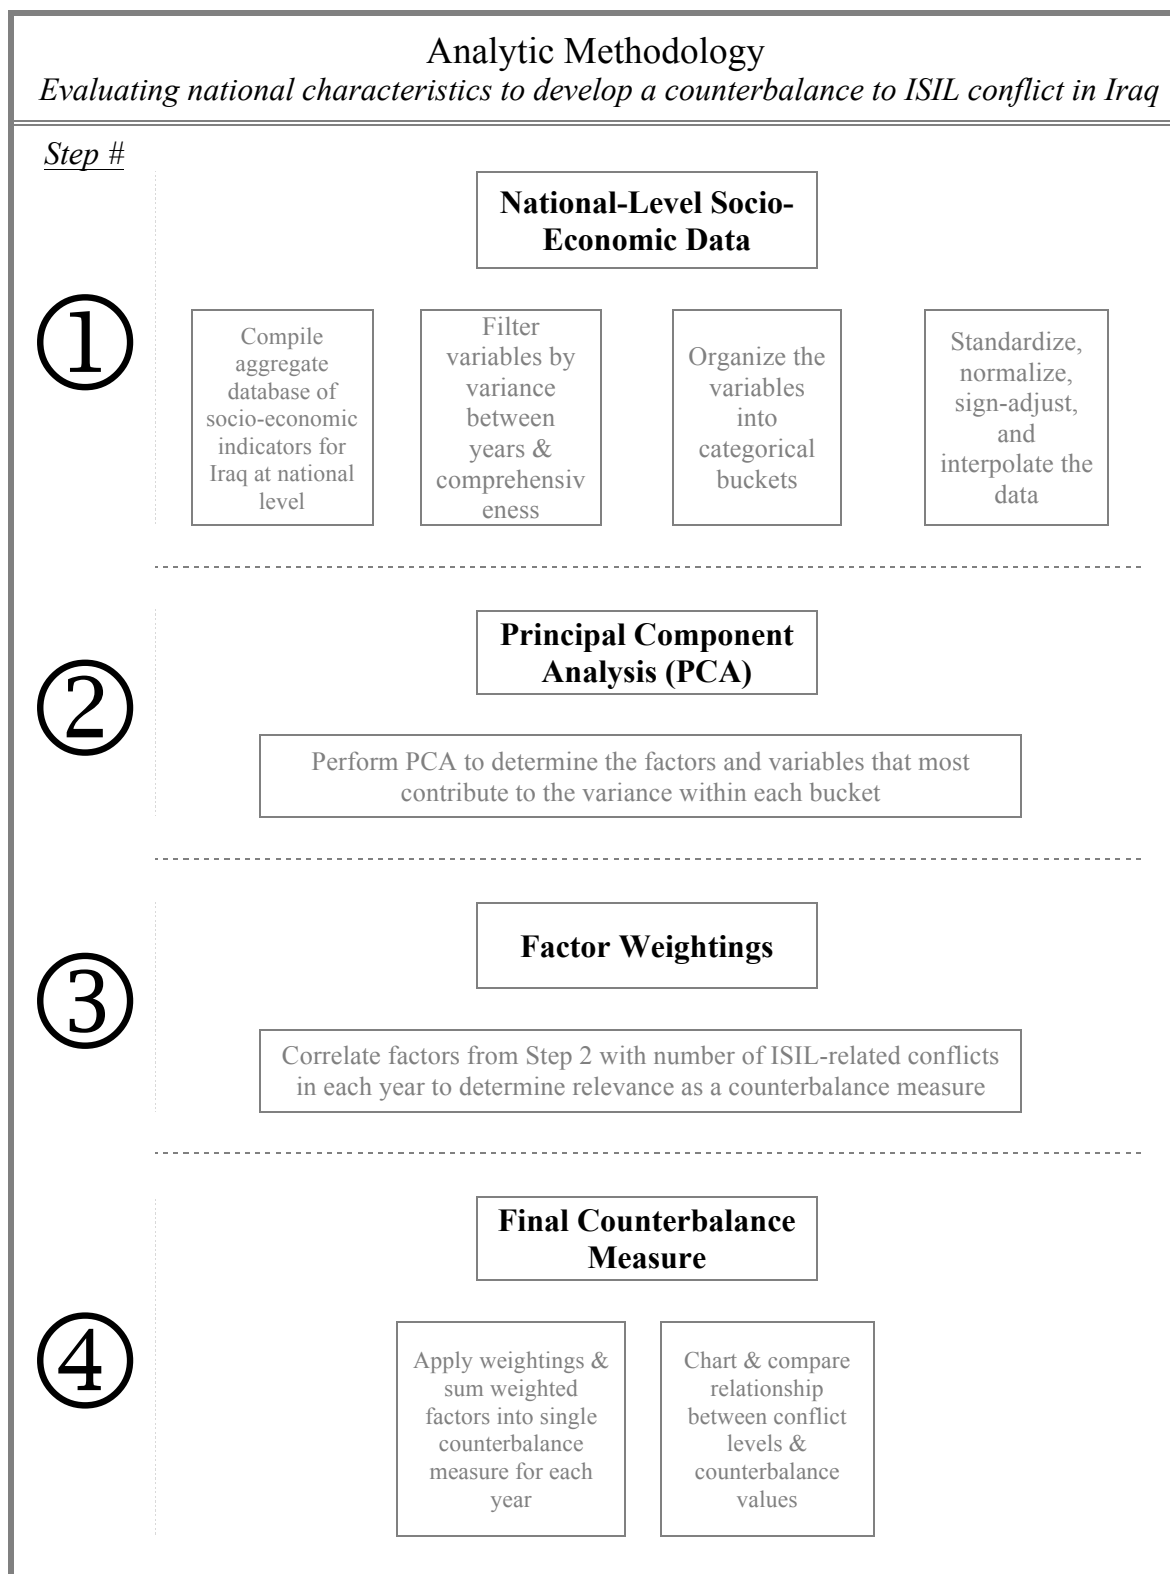 Analytic Methodology
Evaluating national characteristics to develop a counterbalance to ISIL conflict in Iraq
Step #
National-Level Socio-
Economic Data
1
Compile
aggregate
database of
socio-economic
indicators for
Iraq at national
level
Filter
variables by
variance
between
years &
comprehensiv
eness
Organize the
variables
into
categorical
buckets
Standardize,
normalize,
sign-adjust,
and
interpolate the
data
Principal Component
Analysis (PCA)
2
Perform PCA to determine the factors and variables that most
contribute to the variance within each bucket
Factor Weightings
3
Correlate factors from Step 2 with number of ISIL-related conflicts
in each year to determine relevance as a counterbalance measure
Final Counterbalance
Measure
4
Apply weightings &
sum weighted
factors into single
counterbalance
measure for each
year
Chart & compare
relationship
between conflict
levels &
counterbalance
values